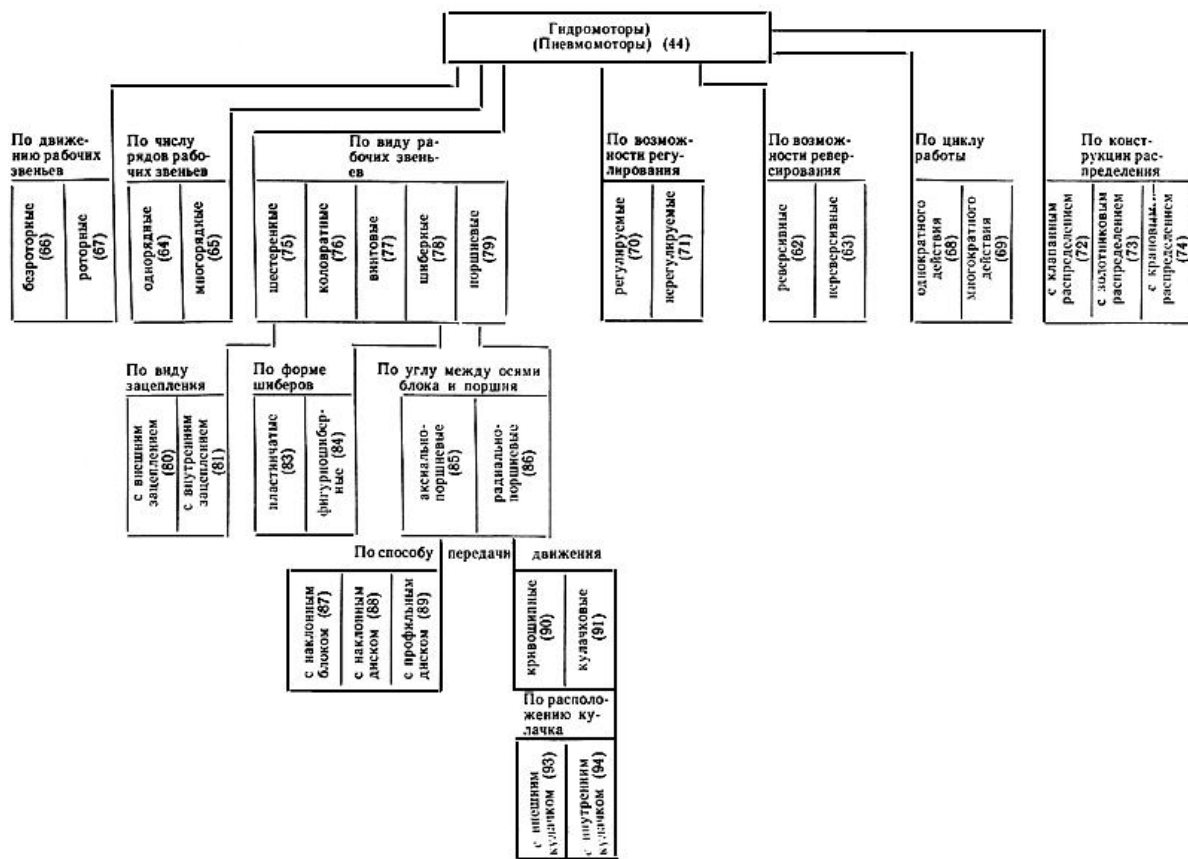 Гидромоторы)
(Пневмомоторы) (44)
По движе-
нию рабочих
звеньев
безроторные
(66)
роторные
(67)
По числу
рядов рабо-
чих звеньев
однорядные
(64)
многорядные
(65)
По виду ра-
бочих звень-
ев
шестеренные
(75)
коловратные
(76)
винтовые
(77)
шиберные
(78)
поршневые
(79)
По возмож-
ности регу-
лирования
регулируемые
(70)
нерегулируемые
(71)
По возмож-
ности ревер-
сирования
реверсивные
(62)
нереверсивные
(63)
По циклу
работы
однократного
действия
(68)
многократного
действия
(69)
По конст-
рукции рас-
пределения
с клапанным
распределением
(72)
с золотниковым
распределением
(73)
с крановым...
распределением
(74)
По виду
зацепления
с внешним
зацеплением
(80)
с внутренним
зацеплением
(81)
По форме
шиберов
пластинчатые
(83)
фигурношибер-
ные (84)
По углу между осями
блока и поршня
аксиально-
поршневые
(85)
радиально-
поршневые
(86)
По способу передачи движения
с наклонным
блоком (87)
с наклонным
диском (88)
с профильным
диском (89)
кривошипные
(90)
кулачковые
(91)
По располо-
жению ку-
лачка
с внешним
кулачком (93)
с внутренним
кулачком (94)